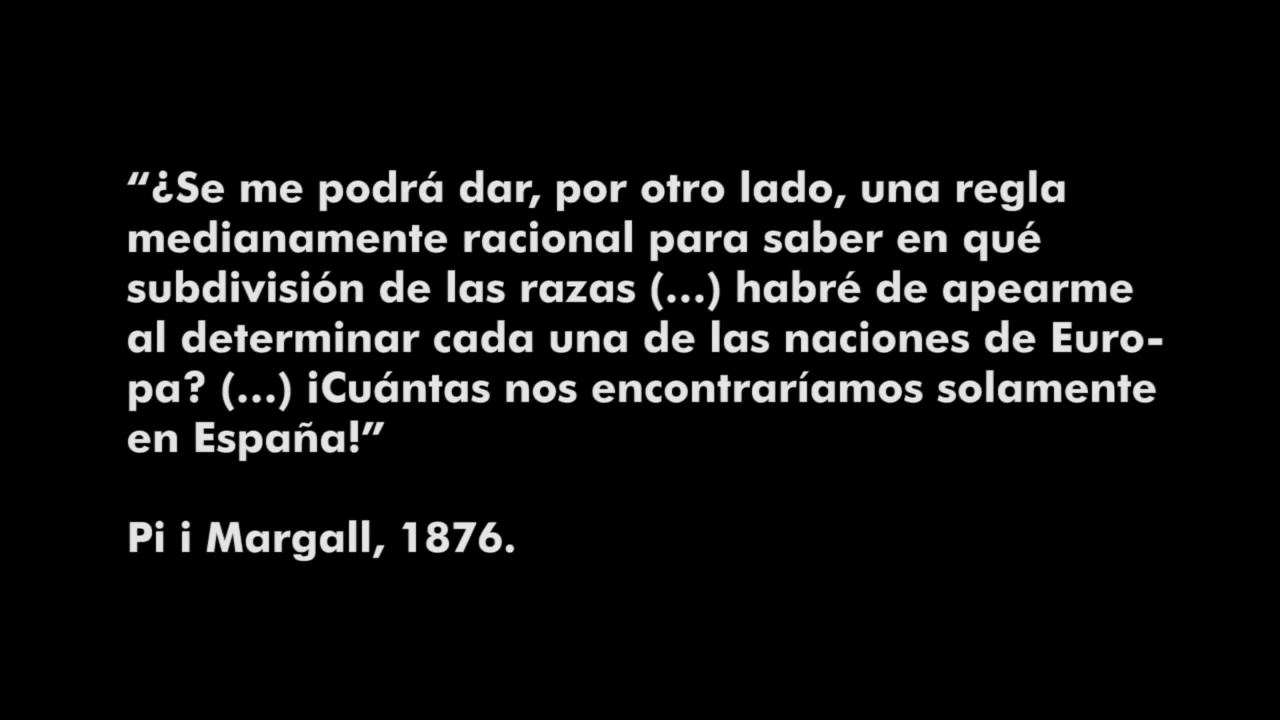 “¿Se me podrá dar, por otro lado, una regla
medianamente racional para saber en qué
subdivisión de las razas (...) habré de apearme
al determinar cada una de las naciones de Euro-
pa? (...) ¡Cuántas nos encontraríamos solamente
en España!”
Pi i Margall, 1876.